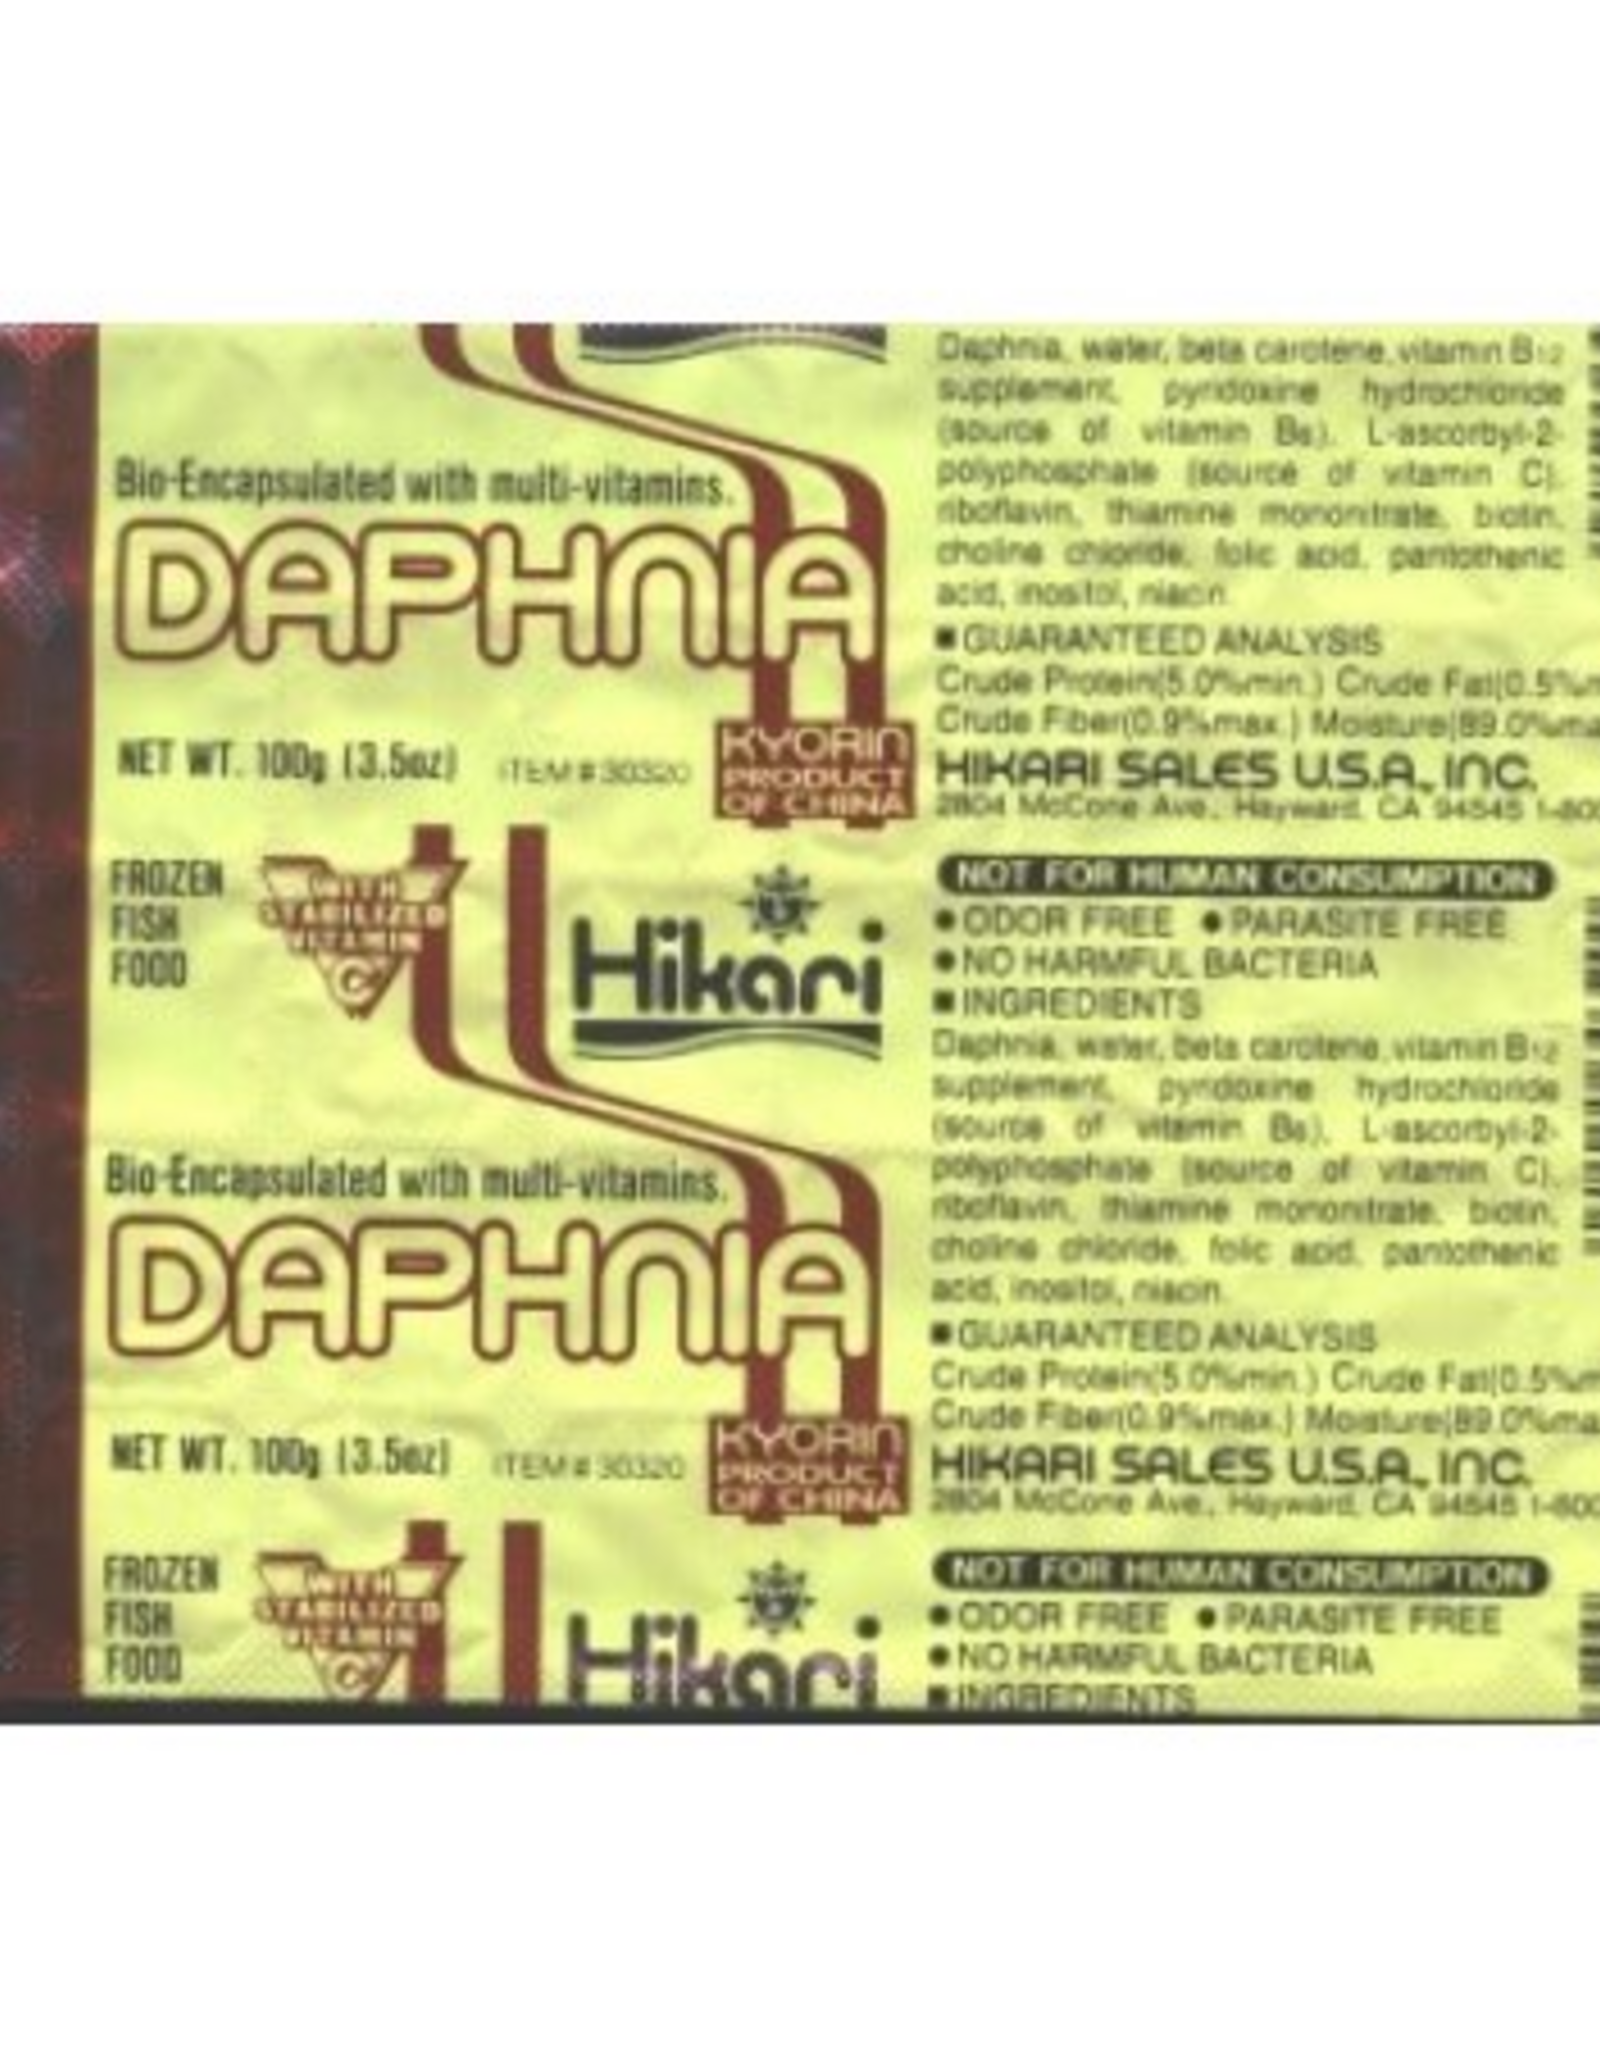 Bio-Encapsulated with multi-vitamins.
DAPHNIA
NET WT. 100g (3.5oz) ITEM # 30320
KYORIN
PRODUCT
OF CHINA
FROZEN
FISH
FOOD
WITH
STABILIZED
VITAMIN
C
Hikari
Bio-Encapsulated with multi-vitamins.
DAPHNIA
NET WT. 100g (3.5oz) ITEM # 30320
KYORIN
PRODUCT
OF CHINA
FROZEN
FISH
FOOD
WITH
STABILIZED
VITAMIN
C
Hikari
Daphnia, water, beta carotene, vitamin B12
supplement, pyridoxine hydrochloride
(source of vitamin B6), L-ascorbyl-2-
polyphosphate (source of vitamin C),
riboflavin, thiamine mononitrate, biotin,
choline chloride, folic acid, pantothenic
acid, inositol, niacin
■ GUARANTEED ANALYSIS
Crude Protein(5.0%min.) Crude Fat(0.5%m
Crude Fiber(0.9%max.) Moisture(89.0%ma
HIKARI SALES U.S.A., INC.
2804 McCone Ave., Hayward, CA 94545 1-800
NOT FOR HUMAN CONSUMPTION
● ODOR FREE ● PARASITE FREE
● NO HARMFUL BACTERIA
■ INGREDIENTS
Daphnia, water, beta carotene, vitamin B12
supplement, pyridoxine hydrochloride
(source of vitamin B6), L-ascorbyl-2-
polyphosphate (source of vitamin C),
riboflavin, thiamine mononitrate, biotin,
choline chloride, folic acid, pantothenic
acid, inositol, niacin
■ GUARANTEED ANALYSIS
Crude Protein(5.0%min.) Crude Fat(0.5%m
Crude Fiber(0.9%max.) Moisture(89.0%ma
HIKARI SALES U.S.A., INC.
2804 McCone Ave., Hayward, CA 94545 1-800
NOT FOR HUMAN CONSUMPTION
● ODOR FREE ● PARASITE FREE
● NO HARMFUL BACTERIA
■ INGREDIENTS